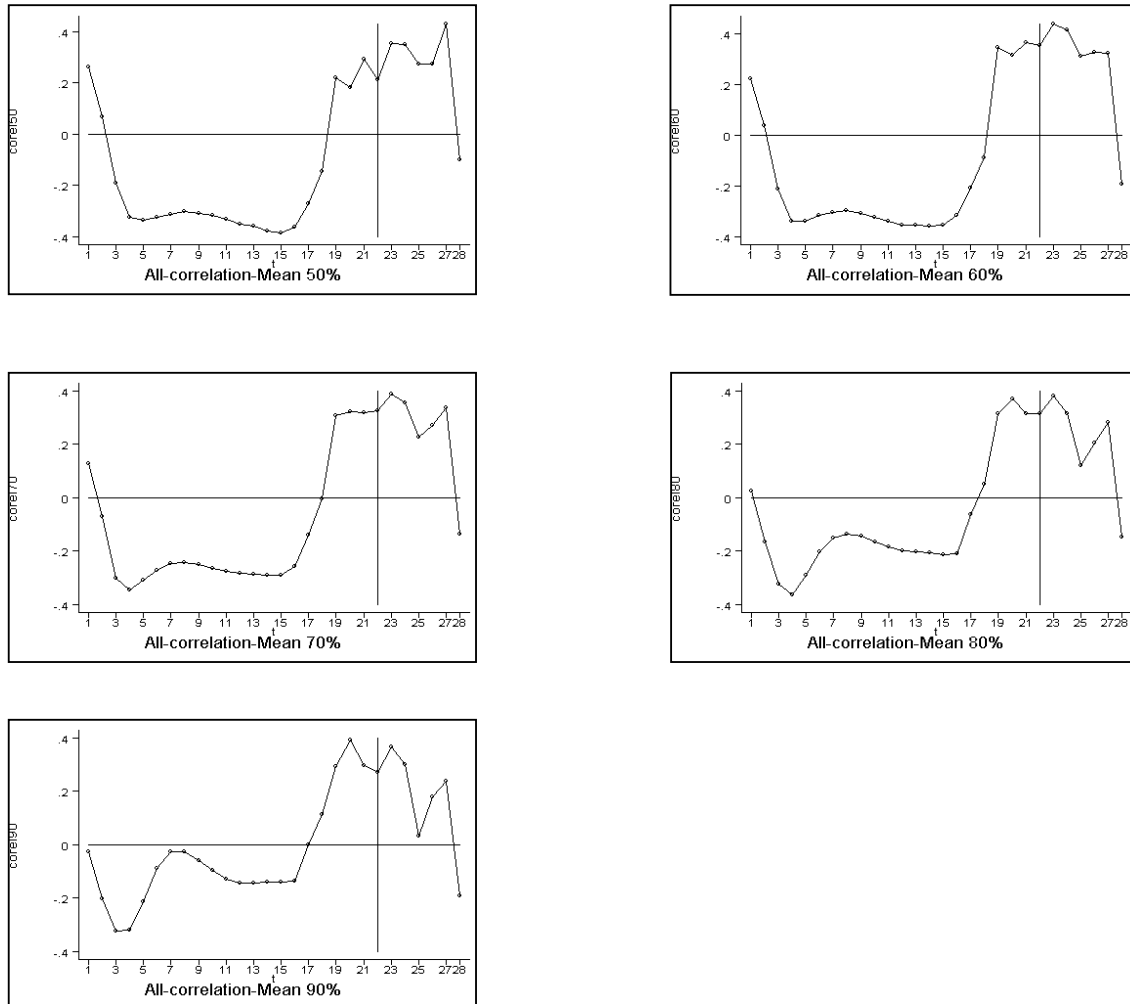 .4
.2
0
-.2
-.4
corel50
1 3 5 7 9 11 13 15 17 19 21 23 25 2728
t
All-correlation-Mean 50%
.4
.2
0
-.2
-.4
corel60
1 3 5 7 9 11 13 15 17 19 21 23 25 2728
t
All-correlation-Mean 60%
.4
.2
0
-.2
-.4
corel70
1 3 5 7 9 11 13 15 17 19 21 23 25 2728
t
All-correlation-Mean 70%
.4
.2
0
-.2
-.4
corel80
1 3 5 7 9 11 13 15 17 19 21 23 25 2728
t
All-correlation-Mean 80%
.4
.2
0
-.2
-.4
corel90
1 3 5 7 9 11 13 15 17 19 21 23 25 2728
t
All-correlation-Mean 90%